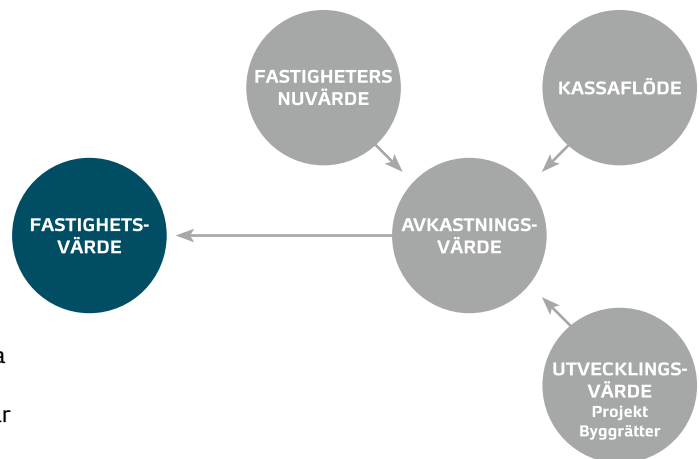 FASTIGHETERS
NUVÄRDE
KASSAFLÖDE
FASTIGHETS-
VÄRDE
AVKASTNINGS-
VÄRDE
UTVECKLINGS-
VÄRDE
Projekt
Byggrätter